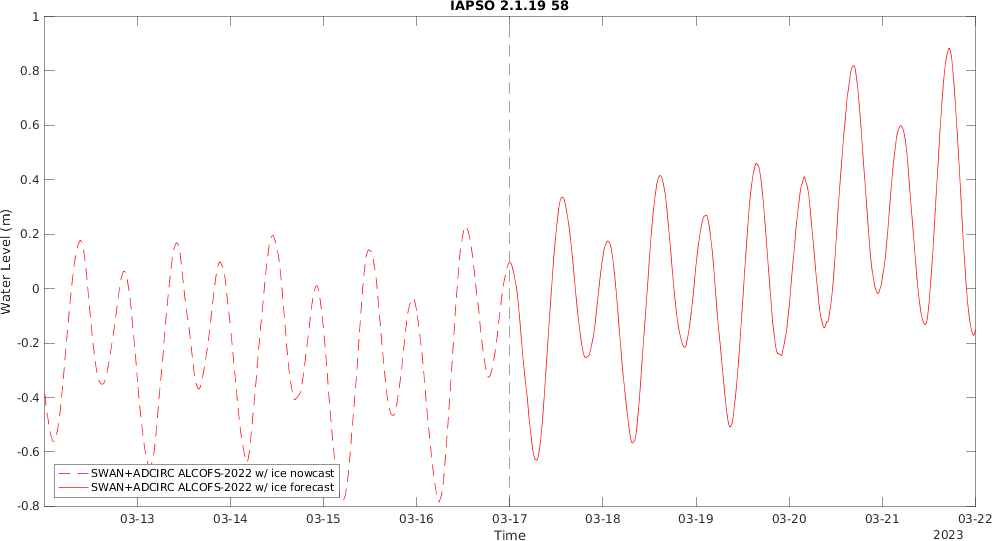 IAPSO 2.1.19 58
1
0.8
0.6
0.4
0.2
0
-0.2
-0.4
-0.6
-0.8
Water Level (m)
SWAN+ADCIRC ALCOFS-2022 w/ ice nowcast
SWAN+ADCIRC ALCOFS-2022 w/ ice forecast
03-13 03-14 03-15 03-16 03-17 03-18 03-19 03-20 03-21 03-22
Time
2023